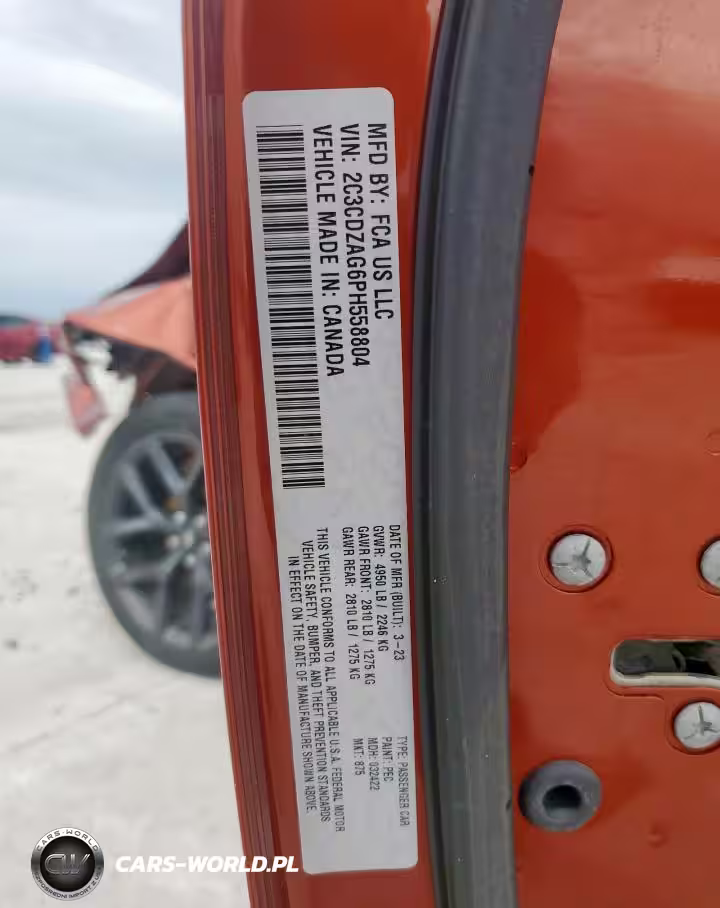 MFD BY: FCA US LLC
VIN: 2C3CDZAG6PH558804
VEHICLE MADE IN: CANADA
DATE OF MFR (BUILT): 3-23
GVWR: 4950 LB / 2246 KG
GAWR FRONT: 2810 LB / 1275 KG
GAWR REAR: 2810 LB / 1275 KG
THIS VEHICLE CONFORMS TO ALL APPLICABLE U.S.A. FEDERAL MOTOR
VEHICLE SAFETY, BUMPER, AND THEFT PREVENTION STANDARDS
IN EFFECT ON THE DATE OF MANUFACTURE SHOWN ABOVE.
TYPE: PASSENGER CAR
PAINT: PEC
MDH: 032422
MKT: 875
CARS-WORLD
CW
CARS-WORLD.PL